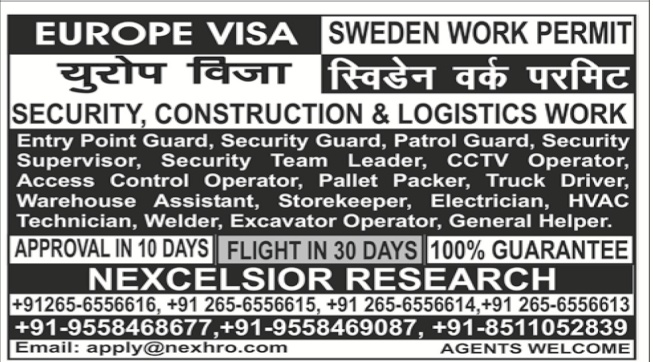 EUROPE VISA
SWEDEN WORK PERMIT
युरोप विजा
स्विडेन वर्क परमिट
SECURITY, CONSTRUCTION & LOGISTICS WORK
Entry Point Guard, Security Guard, Patrol Guard, Security
Supervisor, Security Team Leader, CCTV Operator,
Access Control Operator, Pallet Packer, Truck Driver,
Warehouse Assistant, Storekeeper, Electrician, HVAC
Technician, Welder, Excavator Operator, General Helper.
APPROVAL IN 10 DAYS
FLIGHT IN 30 DAYS
100% GUARANTEE
NEXCELSIOR RESEARCH
+91265-6556616, +91 265-6556615, +91 265-6556614,+91 265-6556613
+91-9558468677,+91-9558469087, +91-8511052839
Email: apply@nexhro.com
AGENTS WELCOME